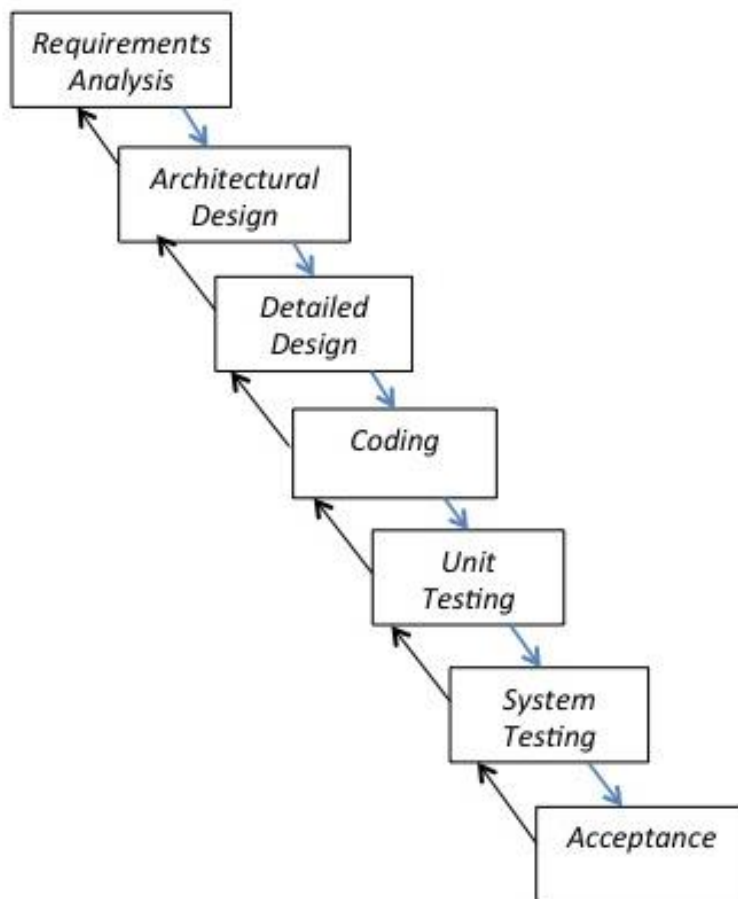 Requirements
Analysis
Architectural
Design
Detailed
Design
Coding
Unit
Testing
System
Testing
Acceptance